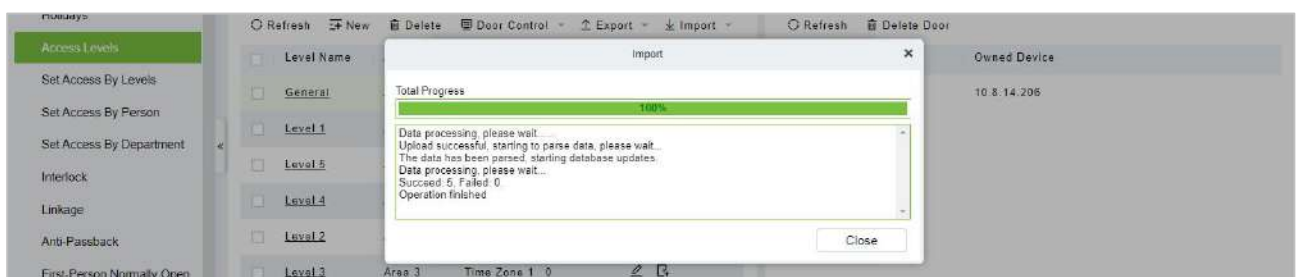 Holidays
Access Levels
Set Access By Levels
Set Access By Person
Set Access By Department
Interlock
Linkage
Anti-Passback
First-Person Normally Open
Refresh New Delete Door Control Export Import
Level Name
General
Level 1
Level 5
Level 4
Level 2
Level 3 Area 3 Time Zone 1 0
Import
Total Progress
100%
Data processing, please wait......
Upload successful, starting to parse data, please wait...
The data has been parsed, starting database updates.
Data processing, please wait...
Succeed: 5, Failed: 0.
Operation finished
Close
Refresh Delete Door
Owned Device
10.8.14.206